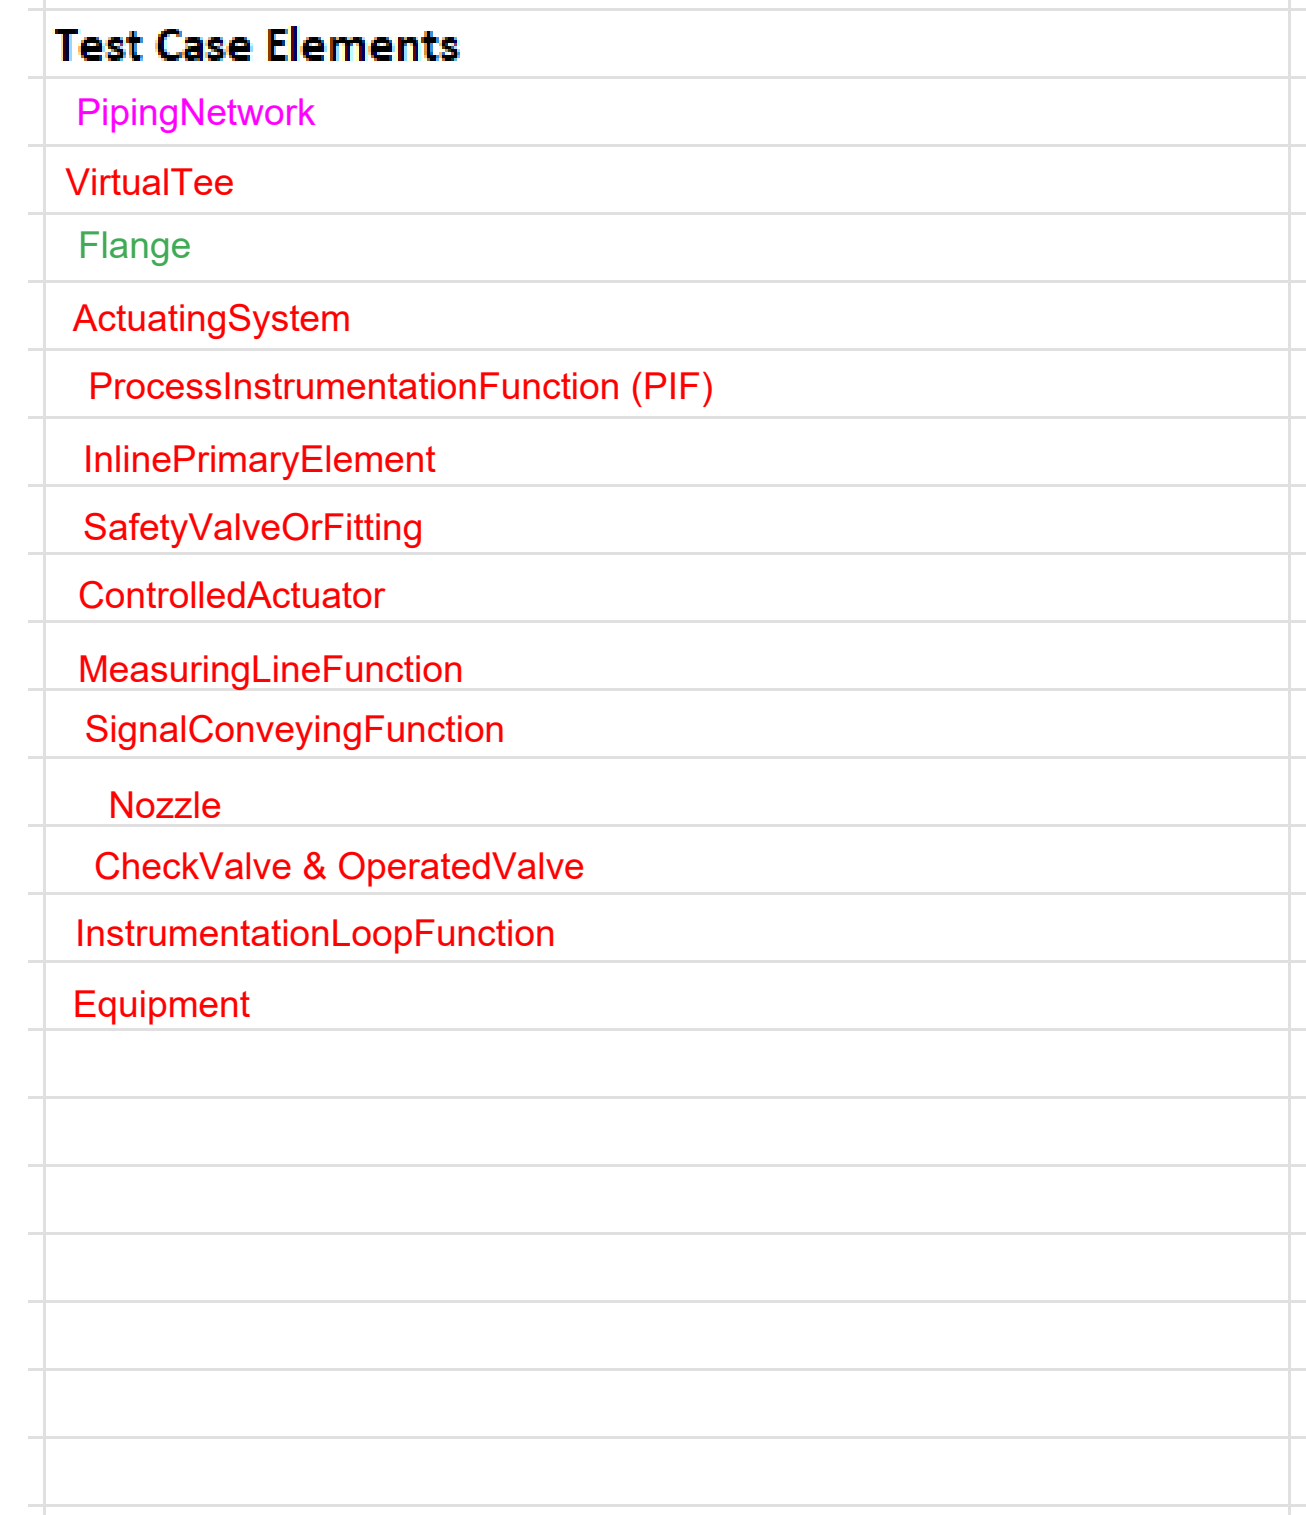 Test Case Elements
PipingNetwork
VirtualTee
Flange
ActuatingSystem
ProcessInstrumentationFunction (PIF)
InlinePrimaryElement
SafetyValveOrFitting
ControlledActuator
MeasuringLineFunction
SignalConveyingFunction
Nozzle
CheckValve & OperatedValve
InstrumentationLoopFunction
Equipment